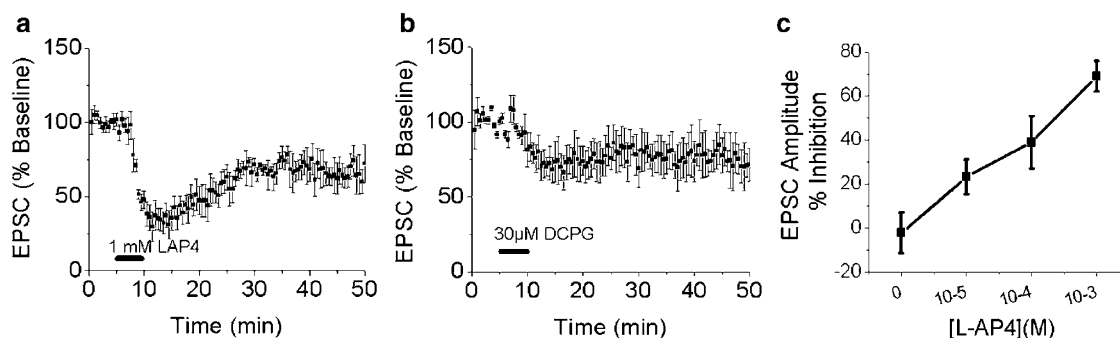 a
EPSC (% Baseline)
150
100
50
0
1 mM LAP4
0 10 20 30 40 50
Time (min)
b
EPSC (% Baseline)
150
100
50
0
30µM DCPG
0 10 20 30 40 50
Time (min)
c
EPSC Amplitude
% Inhibition
80
60
40
20
0
-20
0 10-5 10-4 10-3
[L-AP4](M)